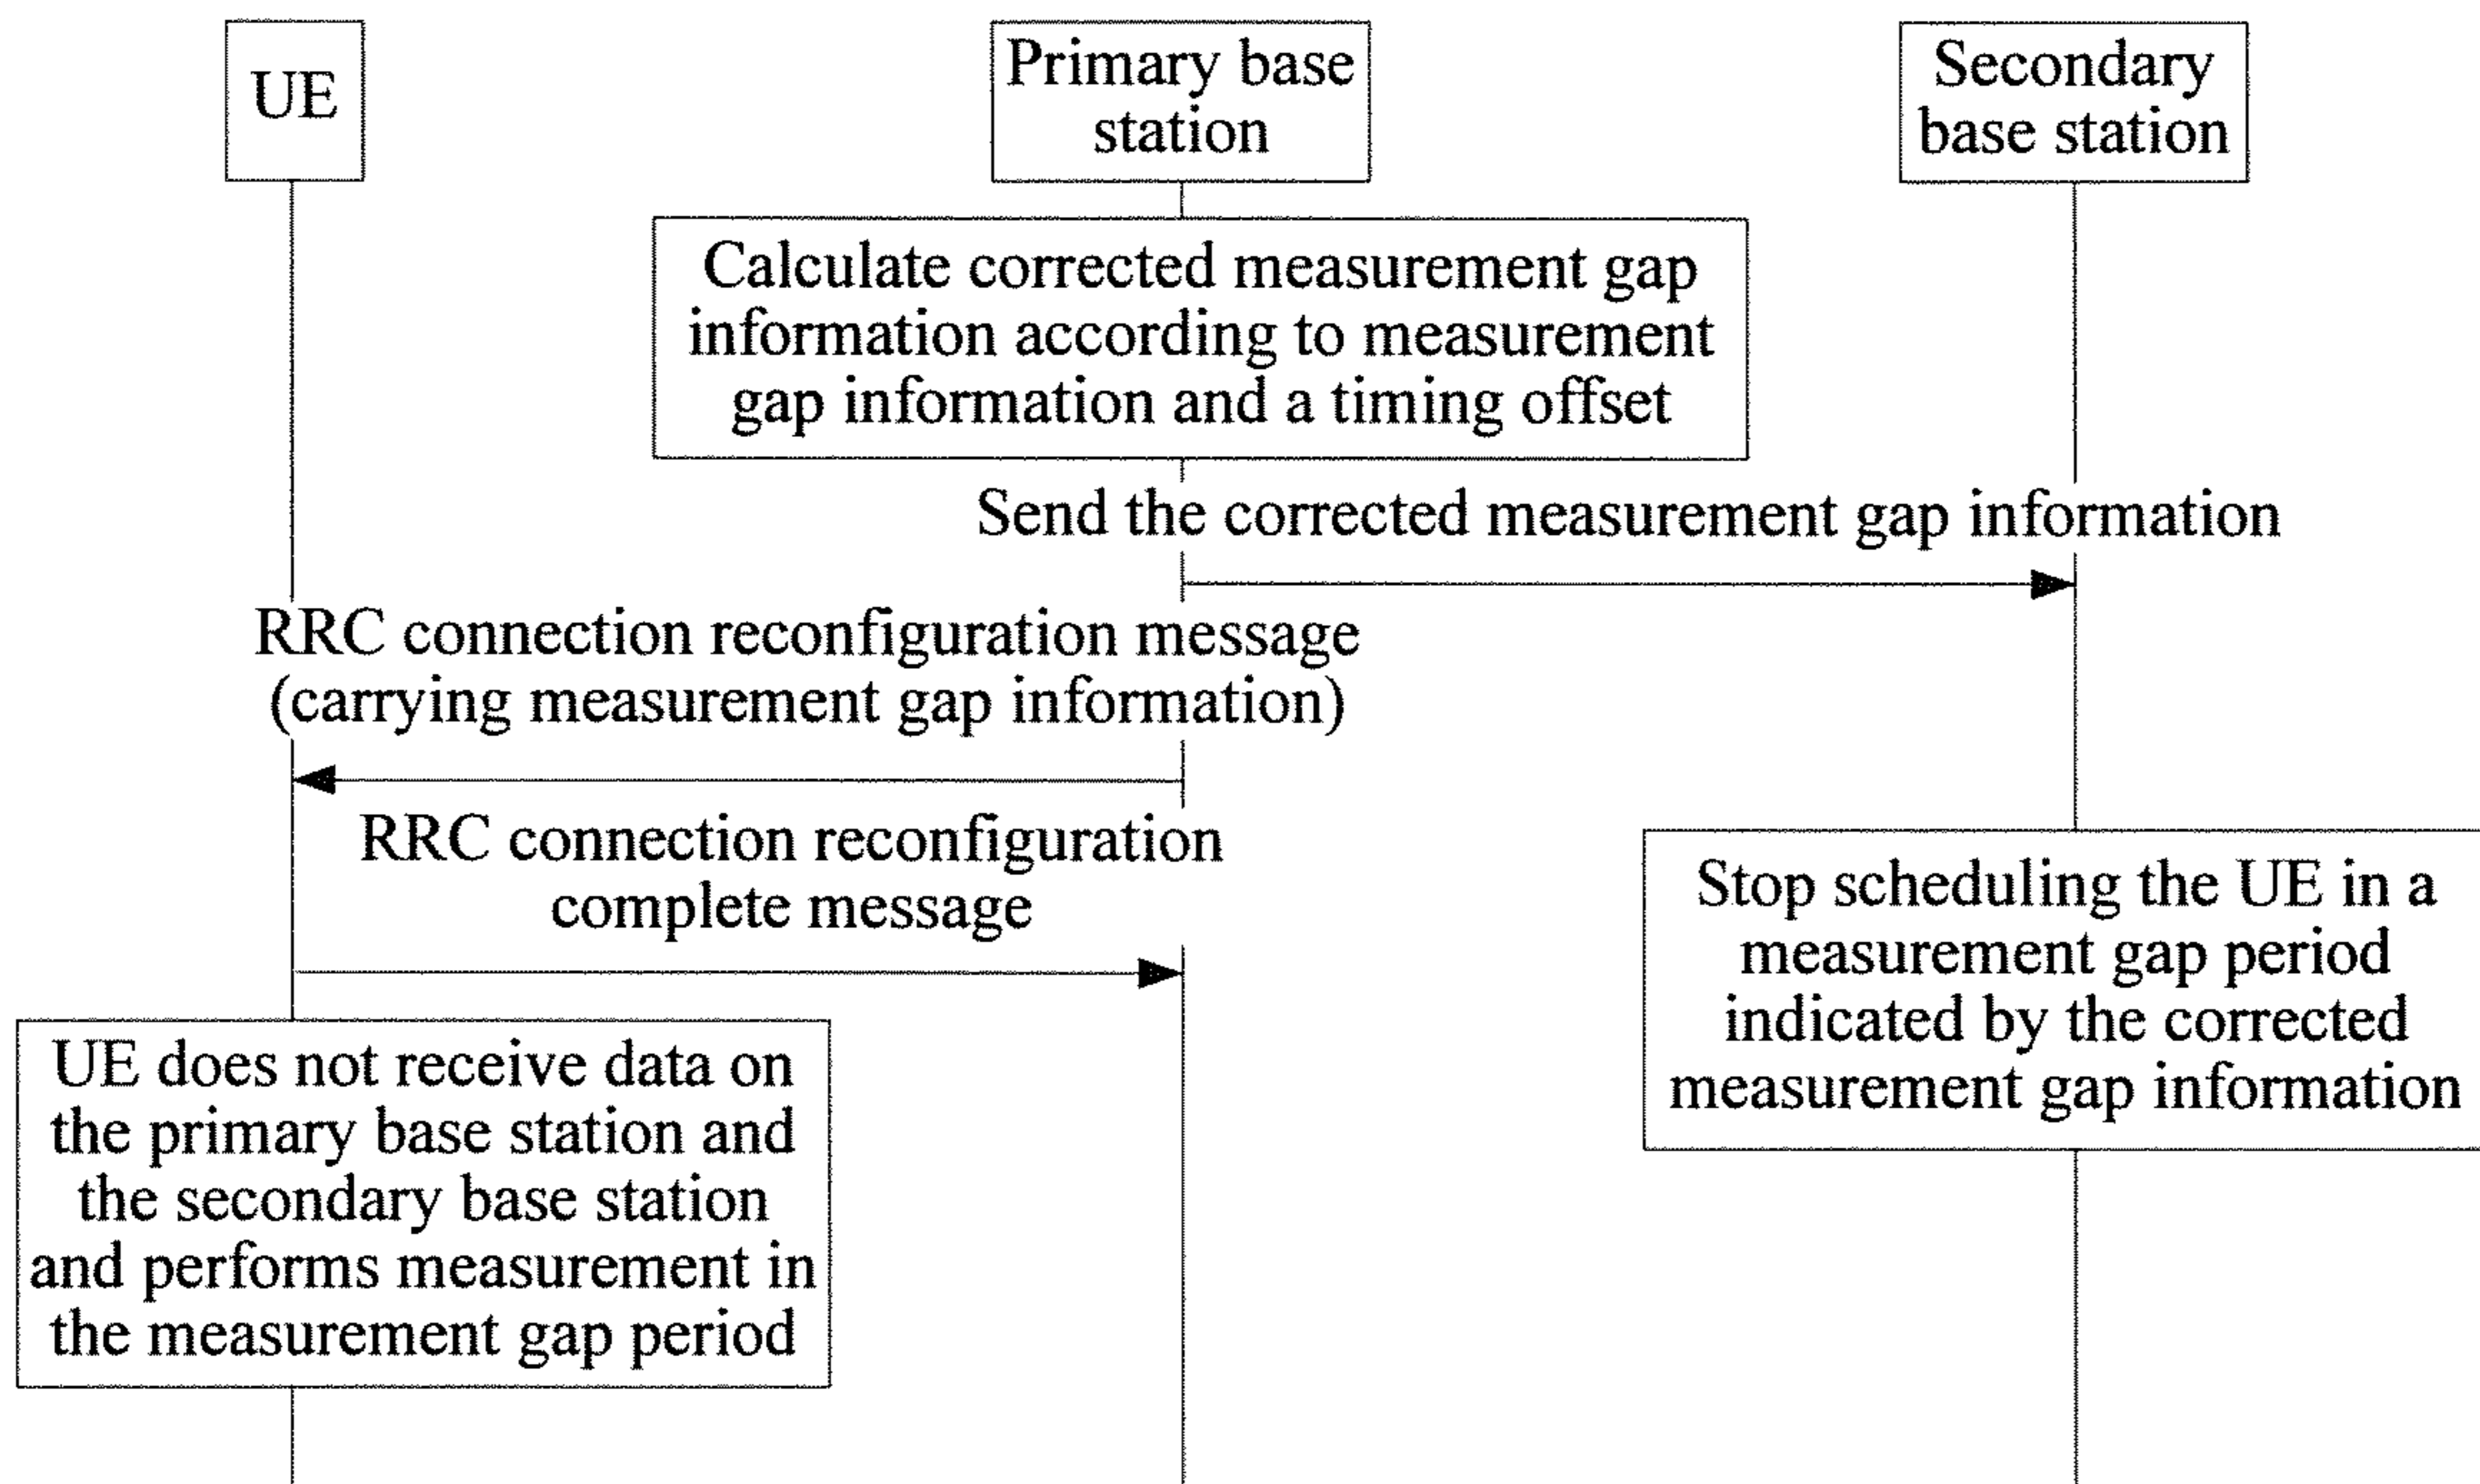 UE
Primary base
station
Secondary
base station
Calculate corrected measurement gap
information according to measurement
gap information and a timing offset
Send the corrected measurement gap information
RRC connection reconfiguration message
(carrying measurement gap information)
RRC connection reconfiguration
complete message
Stop scheduling the UE in a
measurement gap period
indicated by the corrected
measurement gap information
UE does not receive data on
the primary base station and
the secondary base station
and performs measurement in
the measurement gap period